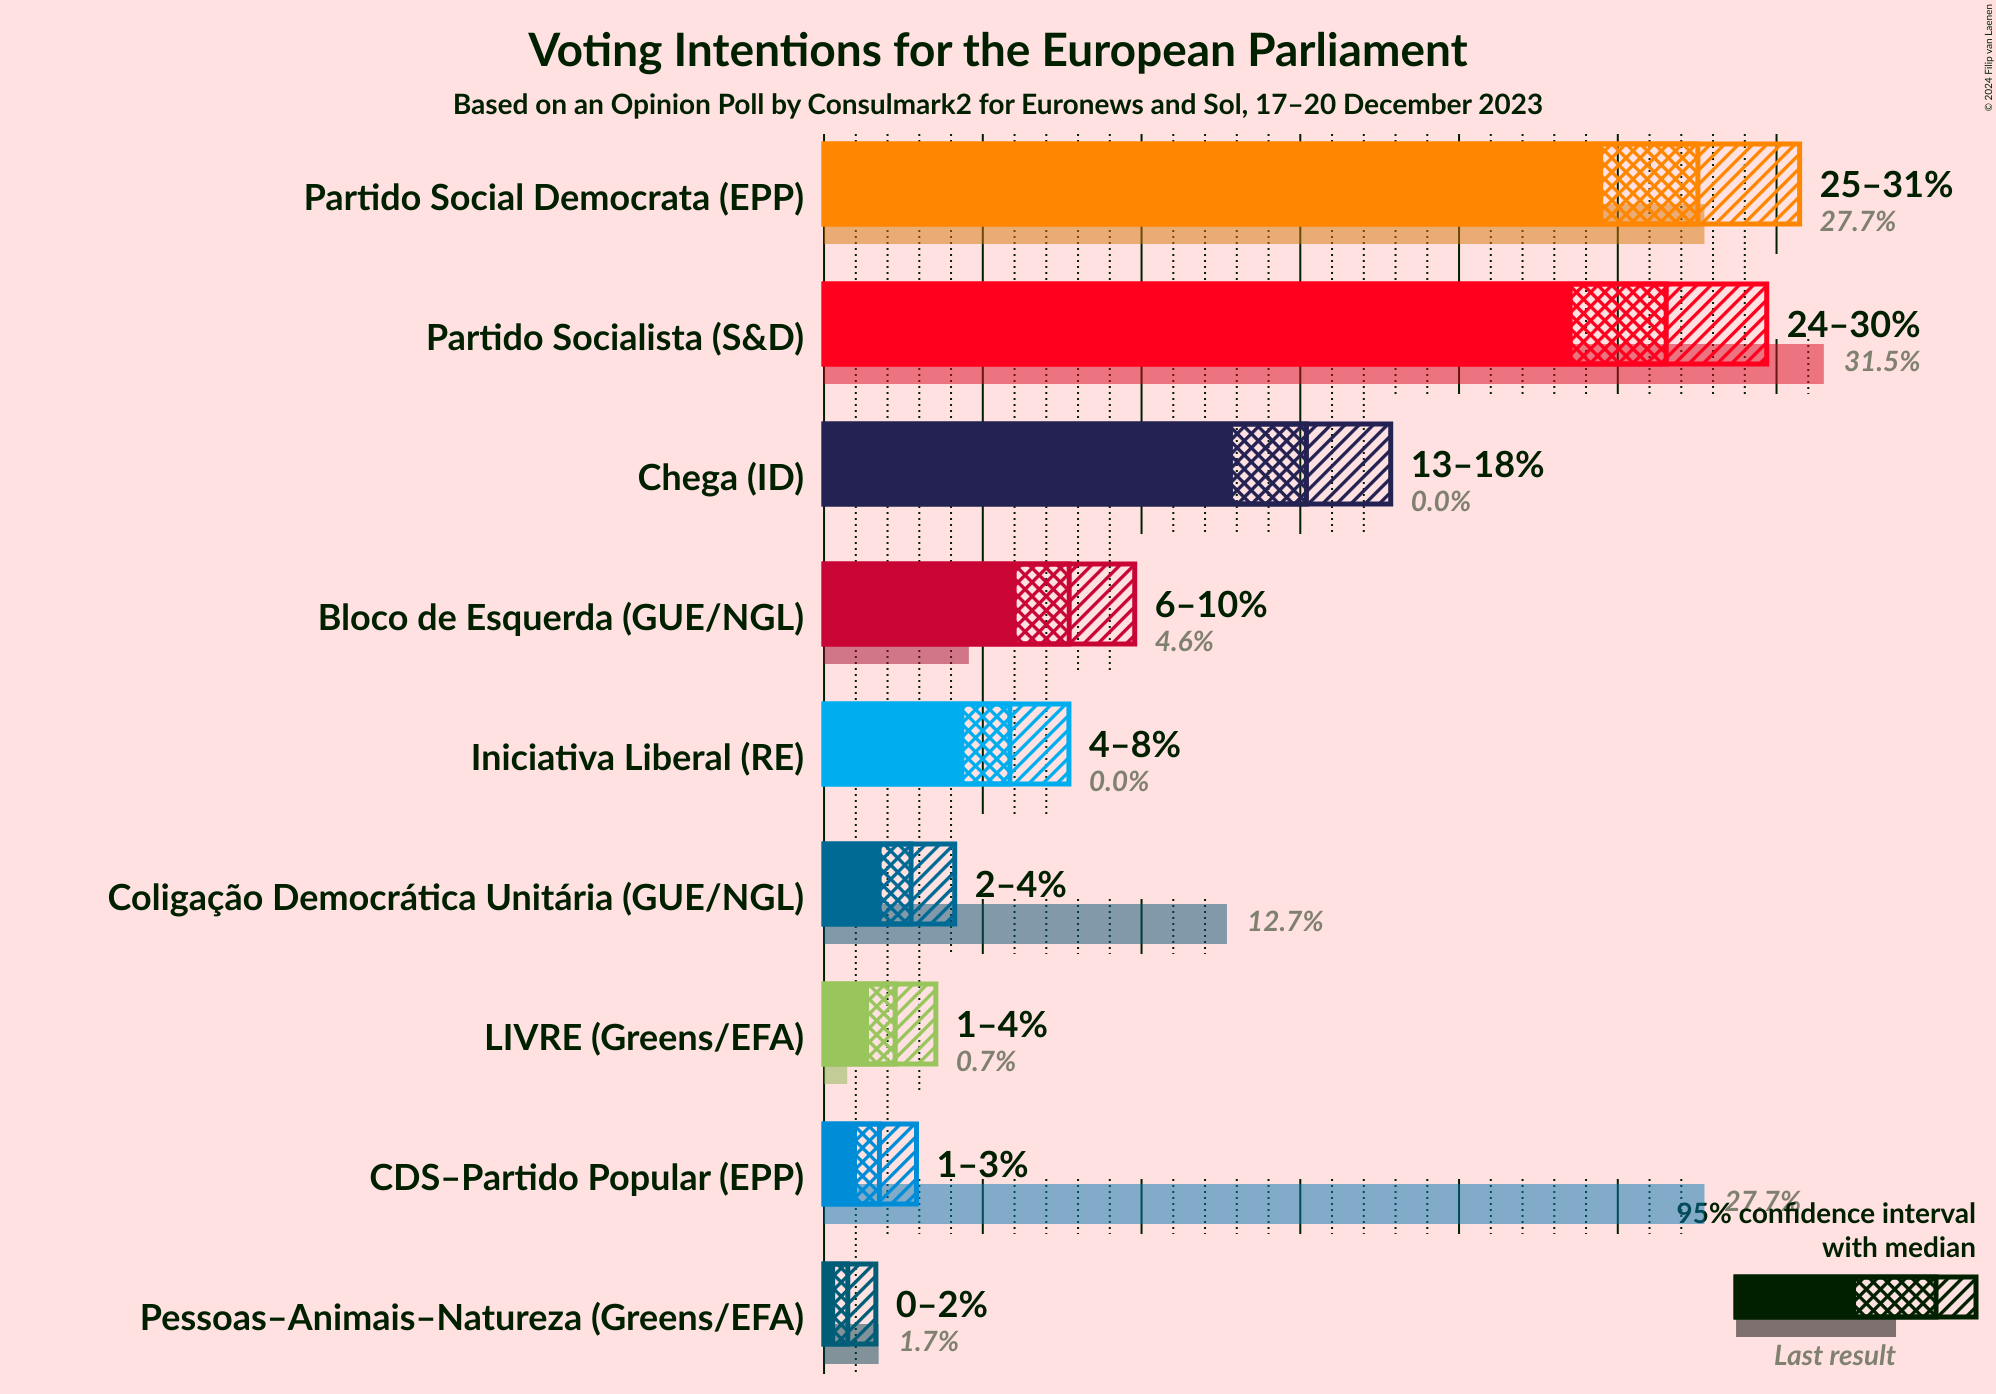 Voting Intentions for the European Parliament
Based on an Opinion Poll by Consulmark2 for Euronews and Sol, 17–20 December 2023
© 2024 Filip van Laenen
Partido Social Democrata (EPP)
25–31%
27.7%
Partido Socialista (S&D)
24–30%
31.5%
Chega (ID)
13–18%
0.0%
Bloco de Esquerda (GUE/NGL)
6–10%
4.6%
Iniciativa Liberal (RE)
4–8%
0.0%
Coligação Democrática Unitária (GUE/NGL)
2–4%
12.7%
LIVRE (Greens/EFA)
1–4%
0.7%
CDS–Partido Popular (EPP)
1–3%
27.7%
Pessoas–Animais–Natureza (Greens/EFA)
0–2%
1.7%
95% confidence interval
with median
Last result